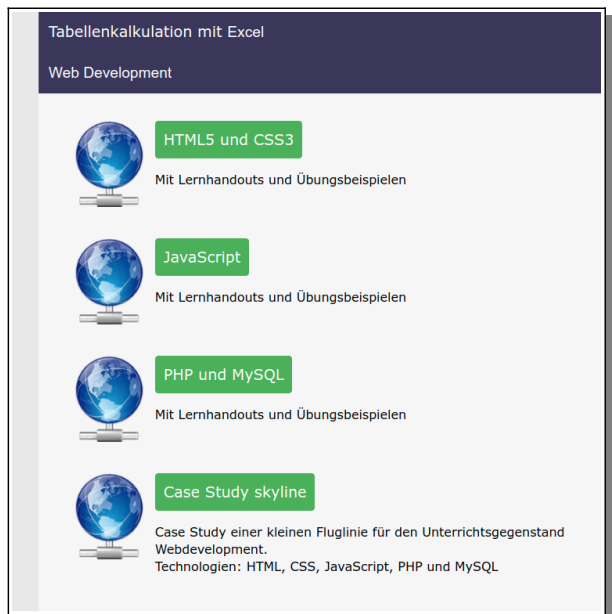 Tabellenkalkulation mit Excel
Web Development
HTML5 und CSS3
Mit Lernhandouts und Übungsbeispielen
JavaScript
Mit Lernhandouts und Übungsbeispielen
PHP und MySQL
Mit Lernhandouts und Übungsbeispielen
Case Study skyline
Case Study einer kleinen Fluglinie für den Unterrichtsgegenstand
Webdevelopment.
Technologien: HTML, CSS, JavaScript, PHP und MySQL